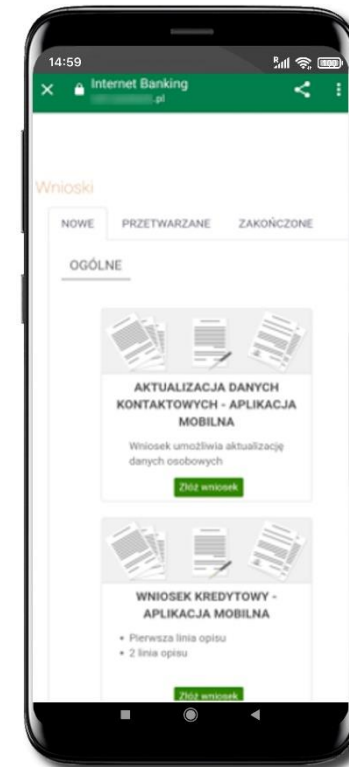 14:59
Internet Banking
.pl
Wnioski
NOWE PRZETWARZANE ZAKOŃCZONE
OGÓLNE
AKTUALIZACJA DANYCH
KONTAKTOWYCH - APLIKACJA
MOBILNA
Wniosek umożliwia aktualizację
danych osobowych
Złóż wniosek
WNIOSEK KREDYTOWY -
APLIKACJA MOBILNA
• Pierwsza linia opisu
• 2 linia opisu
Złóż wniosek